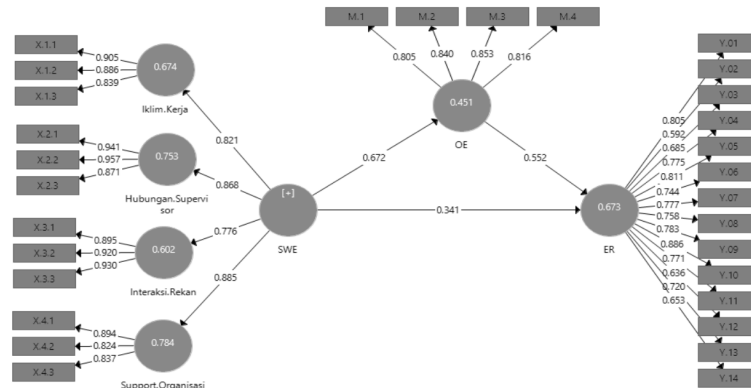 X.1.1
X.1.2
X.1.3
0.905
0.886
0.839
0.674
Iklim.Kerja
X.2.1
X.2.2
X.2.3
0.941
0.957
0.871
0.753
Hubungan.Supervi
sor
X.3.1
X.3.2
X.3.3
0.895
0.920
0.930
0.602
Interaksi.Rekan
X.4.1
X.4.2
X.4.3
0.894
0.824
0.837
0.784
Support.Organisasi
0.821
0.868
0.776
0.885
[+]
SWE
0.672
0.341
M.1
M.2
M.3
M.4
0.805
0.840
0.853
0.816
0.451
OE
0.552
0.673
ER
0.805
0.592
0.685
0.775
0.811
0.744
0.777
0.758
0.783
0.886
0.771
0.636
0.720
0.653
Y.01
Y.02
Y.03
Y.04
Y.05
Y.06
Y.07
Y.08
Y.09
Y.10
Y.11
Y.12
Y.13
Y.14